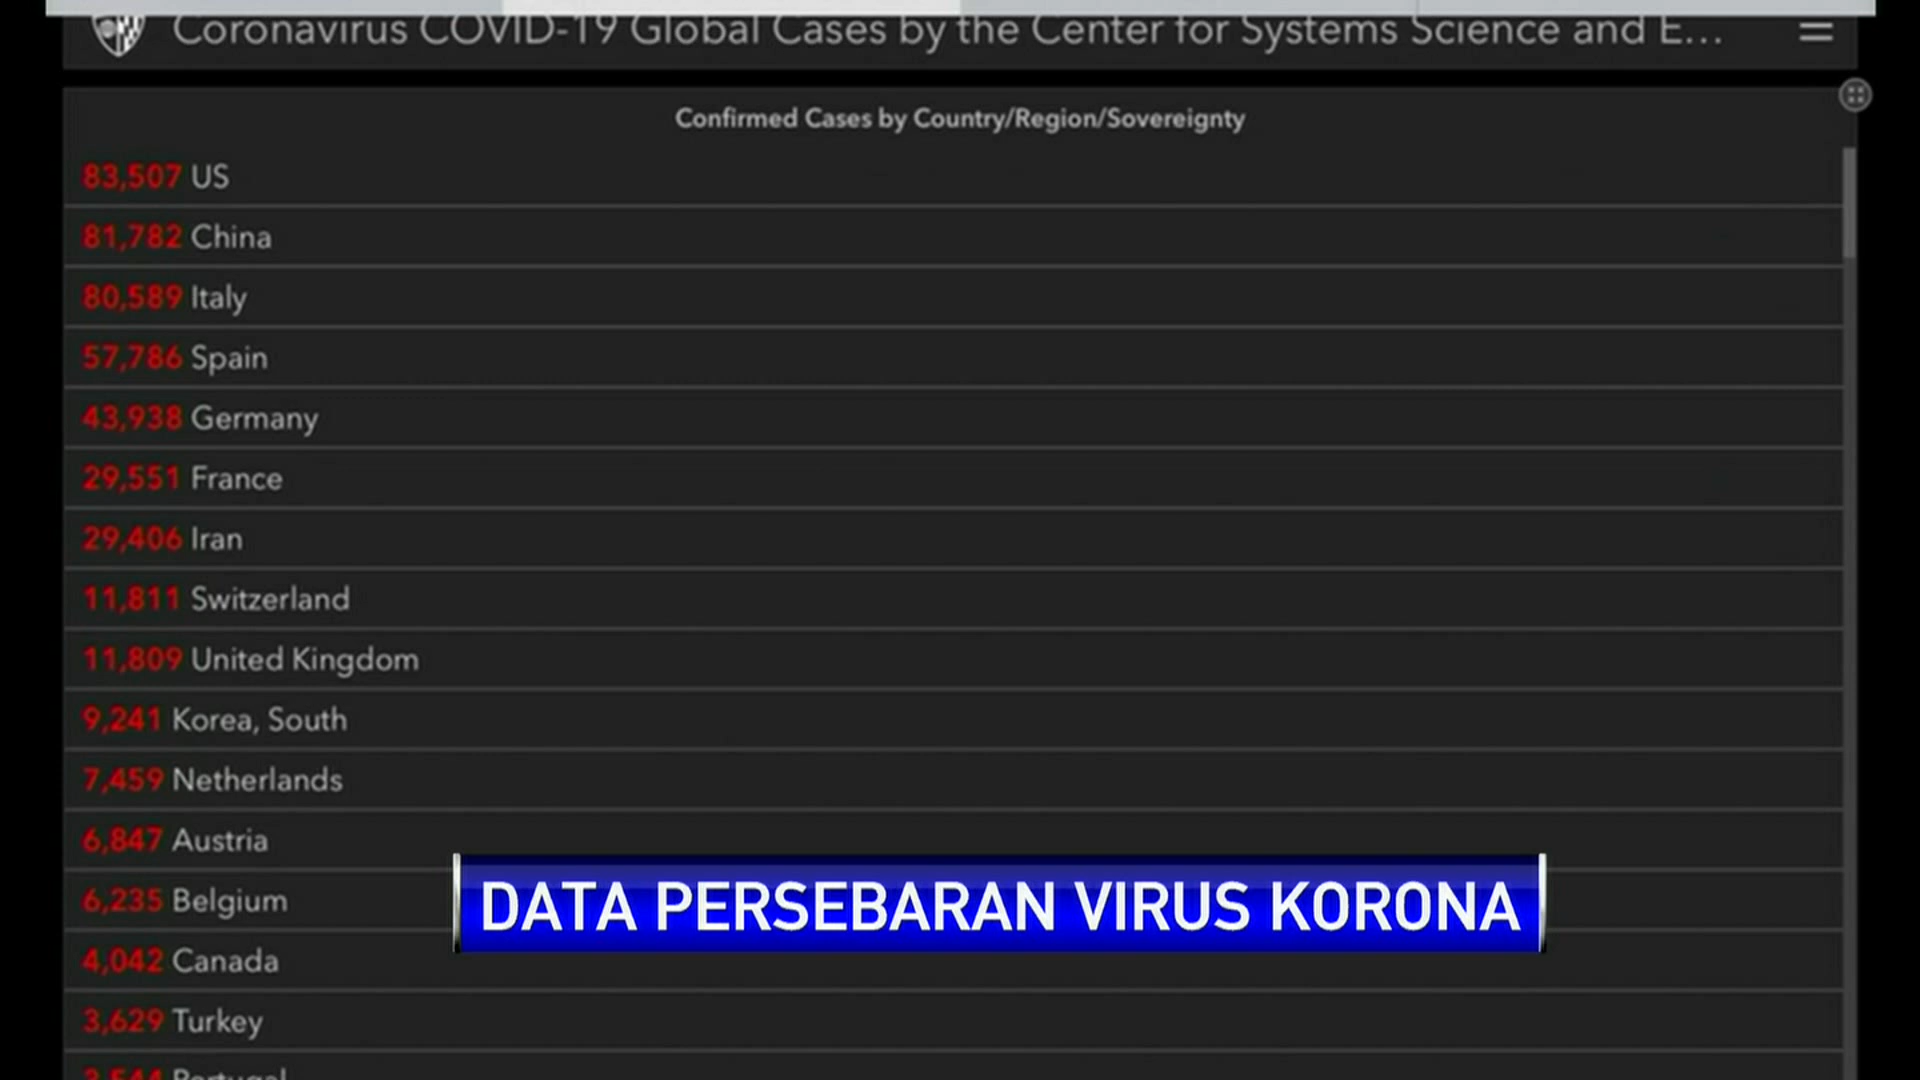 Coronavirus COVID-19 Global Cases by the Center for Systems Science and E...
Confirmed Cases by Country/Region/Sovereignty
83,507 US
81,782 China
80,589 Italy
57,786 Spain
43,938 Germany
29,551 France
29,406 Iran
11,811 Switzerland
11,809 United Kingdom
9,241 Korea, South
7,459 Netherlands
6,847 Austria
6,235 Belgium
4,042 Canada
3,629 Turkey
3,544 Portugal
DATA PERSEBARAN VIRUS KORONA